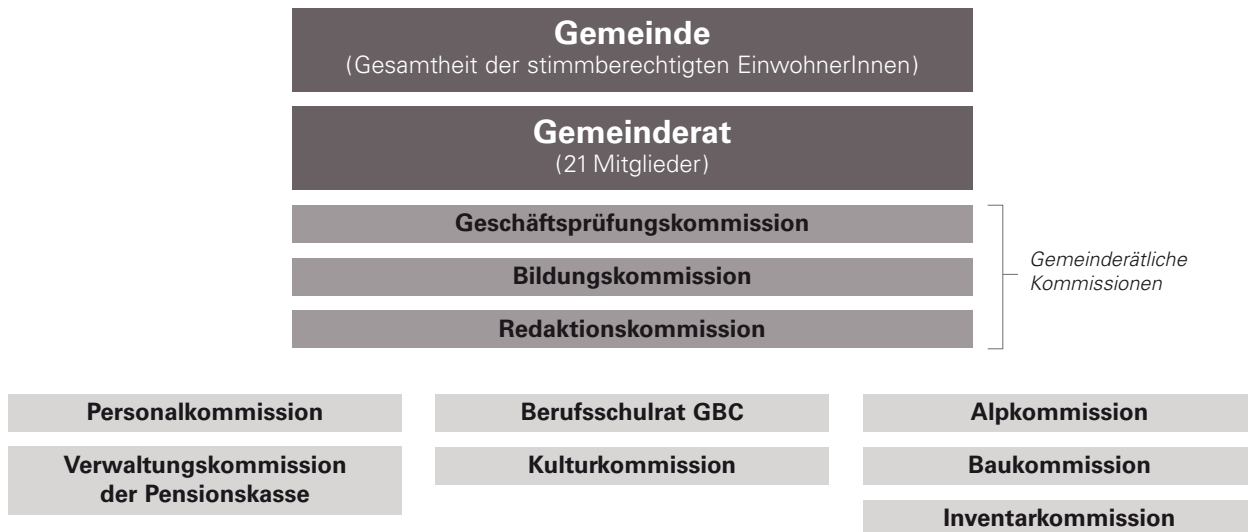 Gemeinde
(Gesamtheit der stimmberechtigten EinwohnerInnen)
Gemeinderat
(21 Mitglieder)
Geschäftsprüfungskommission
Bildungskommission
Redaktionskommission
Gemeinderätliche
Kommissionen
Personalkommission
Verwaltungskommission
der Pensionskasse
Berufsschulrat GBC
Kulturkommission
Alpkommission
Baukommission
Inventarkommission